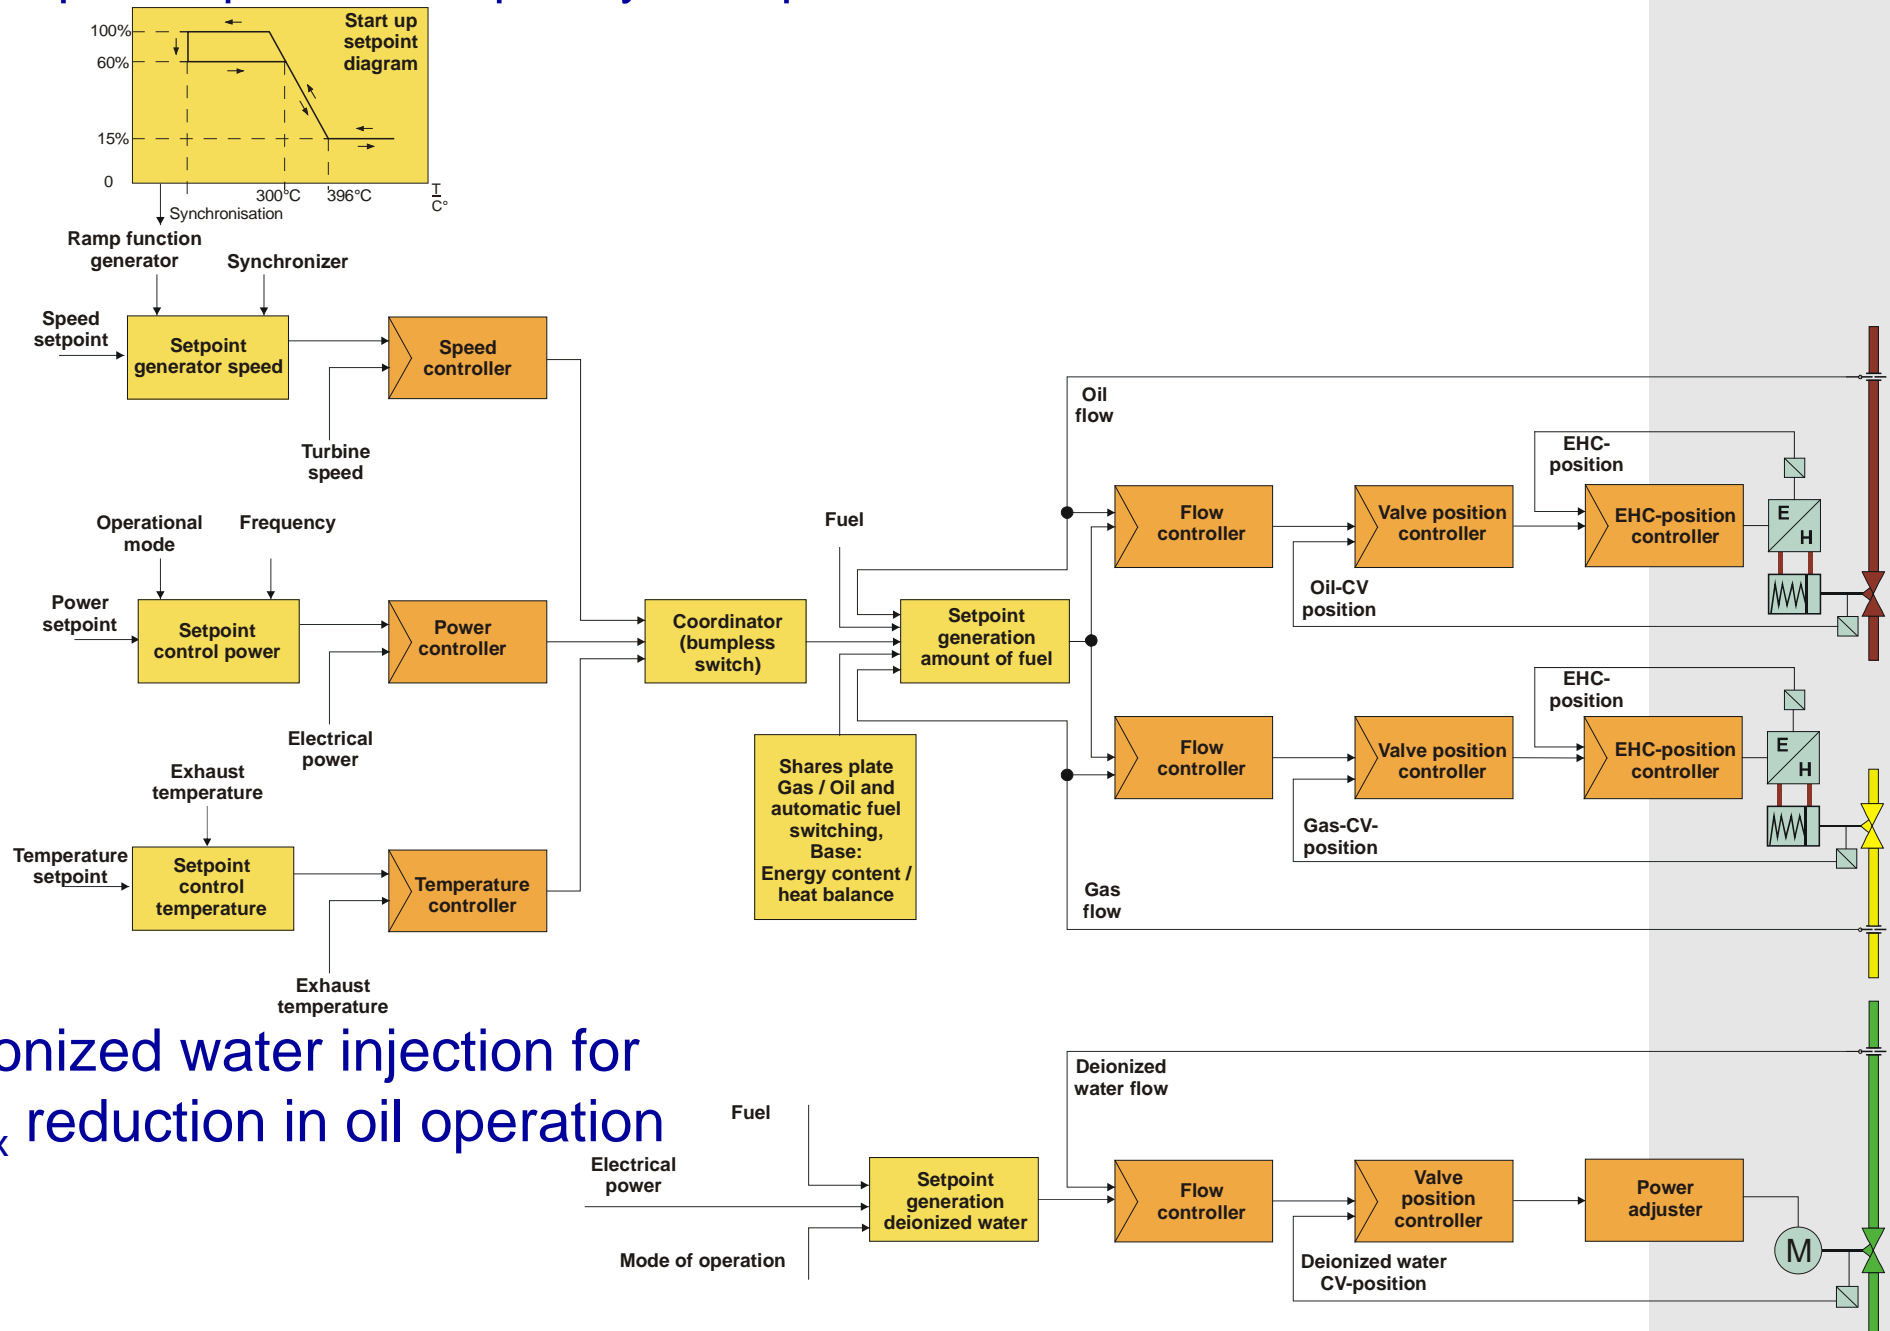 Start up
setpoint
diagram
100%
60%
15%
0
300°C
396°C
T
C°
Synchronisation
Ramp function
generator
Synchronizer
Speed
setpoint
Setpoint
generator speed
Speed
controller
Turbine
speed
Operational
mode
Frequency
Power
setpoint
Setpoint
control power
Power
controller
Electrical
power
Exhaust
temperature
Temperature
setpoint
Setpoint
control
temperature
Temperature
controller
Exhaust
temperature
Coordinator
(bumpless
switch)
Fuel
Setpoint
generation
amount of fuel
Shares plate
Gas / Oil and
automatic fuel
switching,
Base:
Energy content /
heat balance
Oil
flow
Flow
controller
Valve position
controller
EHC-
position
EHC-position
controller
E
H
Oil-CV
position
Flow
controller
Valve position
controller
EHC-
position
EHC-position
controller
E
H
Gas-CV-
position
Gas
flow
onized water injection for
x reduction in oil operation
Fuel
Electrical
power
Mode of operation
Setpoint
generation
deionized water
Deionized
water flow
Flow
controller
Valve
position
controller
Power
adjuster
M
Deionized water
CV-position